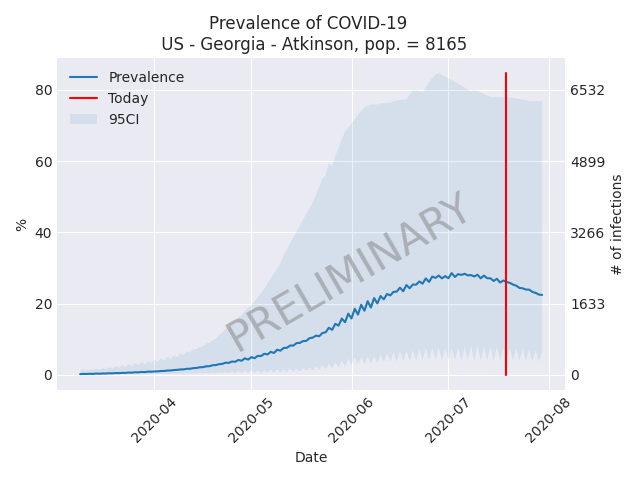 Prevalence of COVID-19
US - Georgia - Atkinson, pop. = 8165
Prevalence
Today
95CI
80
60
40
20
0
%
6532
4899
3266
1633
0
# of infections
PRELIMINARY
2020-04
2020-05
2020-06
2020-07
2020-08
Date